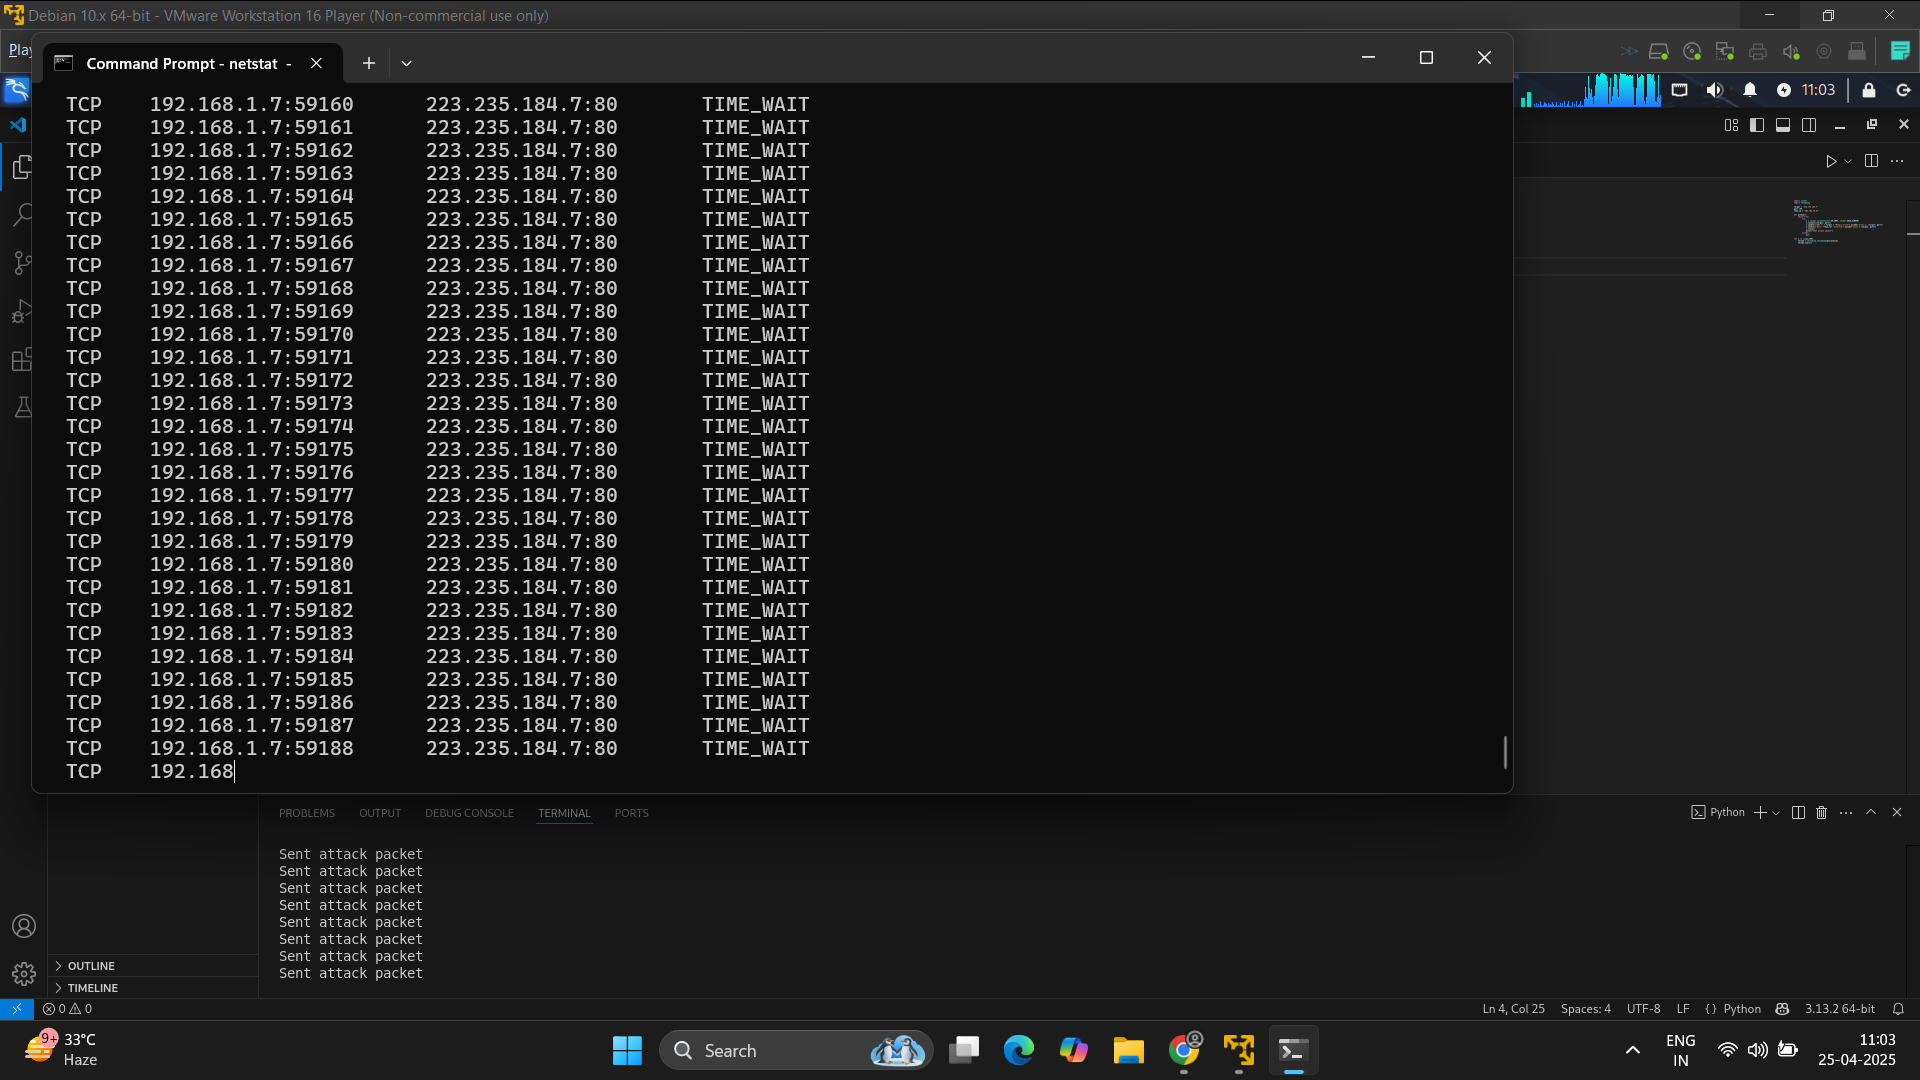 Debian 10.x 64-bit - VMware Workstation 16 Player (Non-commercial use only)
Play
Command Prompt - netstat -
11:03
TCP 192.168.1.7:59160 223.235.184.7:80 TIME_WAIT
TCP 192.168.1.7:59161 223.235.184.7:80 TIME_WAIT
TCP 192.168.1.7:59162 223.235.184.7:80 TIME_WAIT
TCP 192.168.1.7:59163 223.235.184.7:80 TIME_WAIT
TCP 192.168.1.7:59164 223.235.184.7:80 TIME_WAIT
TCP 192.168.1.7:59165 223.235.184.7:80 TIME_WAIT
TCP 192.168.1.7:59166 223.235.184.7:80 TIME_WAIT
TCP 192.168.1.7:59167 223.235.184.7:80 TIME_WAIT
TCP 192.168.1.7:59168 223.235.184.7:80 TIME_WAIT
TCP 192.168.1.7:59169 223.235.184.7:80 TIME_WAIT
TCP 192.168.1.7:59170 223.235.184.7:80 TIME_WAIT
TCP 192.168.1.7:59171 223.235.184.7:80 TIME_WAIT
TCP 192.168.1.7:59172 223.235.184.7:80 TIME_WAIT
TCP 192.168.1.7:59173 223.235.184.7:80 TIME_WAIT
TCP 192.168.1.7:59174 223.235.184.7:80 TIME_WAIT
TCP 192.168.1.7:59175 223.235.184.7:80 TIME_WAIT
TCP 192.168.1.7:59176 223.235.184.7:80 TIME_WAIT
TCP 192.168.1.7:59177 223.235.184.7:80 TIME_WAIT
TCP 192.168.1.7:59178 223.235.184.7:80 TIME_WAIT
TCP 192.168.1.7:59179 223.235.184.7:80 TIME_WAIT
TCP 192.168.1.7:59180 223.235.184.7:80 TIME_WAIT
TCP 192.168.1.7:59181 223.235.184.7:80 TIME_WAIT
TCP 192.168.1.7:59182 223.235.184.7:80 TIME_WAIT
TCP 192.168.1.7:59183 223.235.184.7:80 TIME_WAIT
TCP 192.168.1.7:59184 223.235.184.7:80 TIME_WAIT
TCP 192.168.1.7:59185 223.235.184.7:80 TIME_WAIT
TCP 192.168.1.7:59186 223.235.184.7:80 TIME_WAIT
TCP 192.168.1.7:59187 223.235.184.7:80 TIME_WAIT
TCP 192.168.1.7:59188 223.235.184.7:80 TIME_WAIT
TCP 192.168
PROBLEMS OUTPUT DEBUG CONSOLE TERMINAL PORTS
Python
Sent attack packet
Sent attack packet
Sent attack packet
Sent attack packet
Sent attack packet
Sent attack packet
Sent attack packet
Sent attack packet
OUTLINE
TIMELINE
0 0
Ln 4, Col 25 Spaces: 4 UTF-8 LF {} Python 3.13.2 64-bit
9+
33°C
Haze
Search
ENG
IN
11:03
25-04-2025